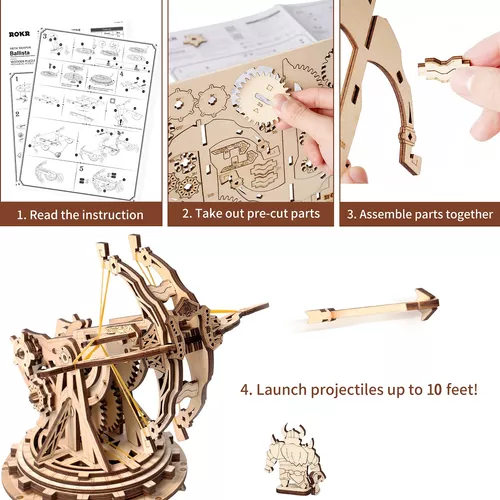 ROKR
Ballista
1. Read the instruction
2. Take out pre-cut parts
3. Assemble parts together
4. Launch projectiles up to 10 feet!